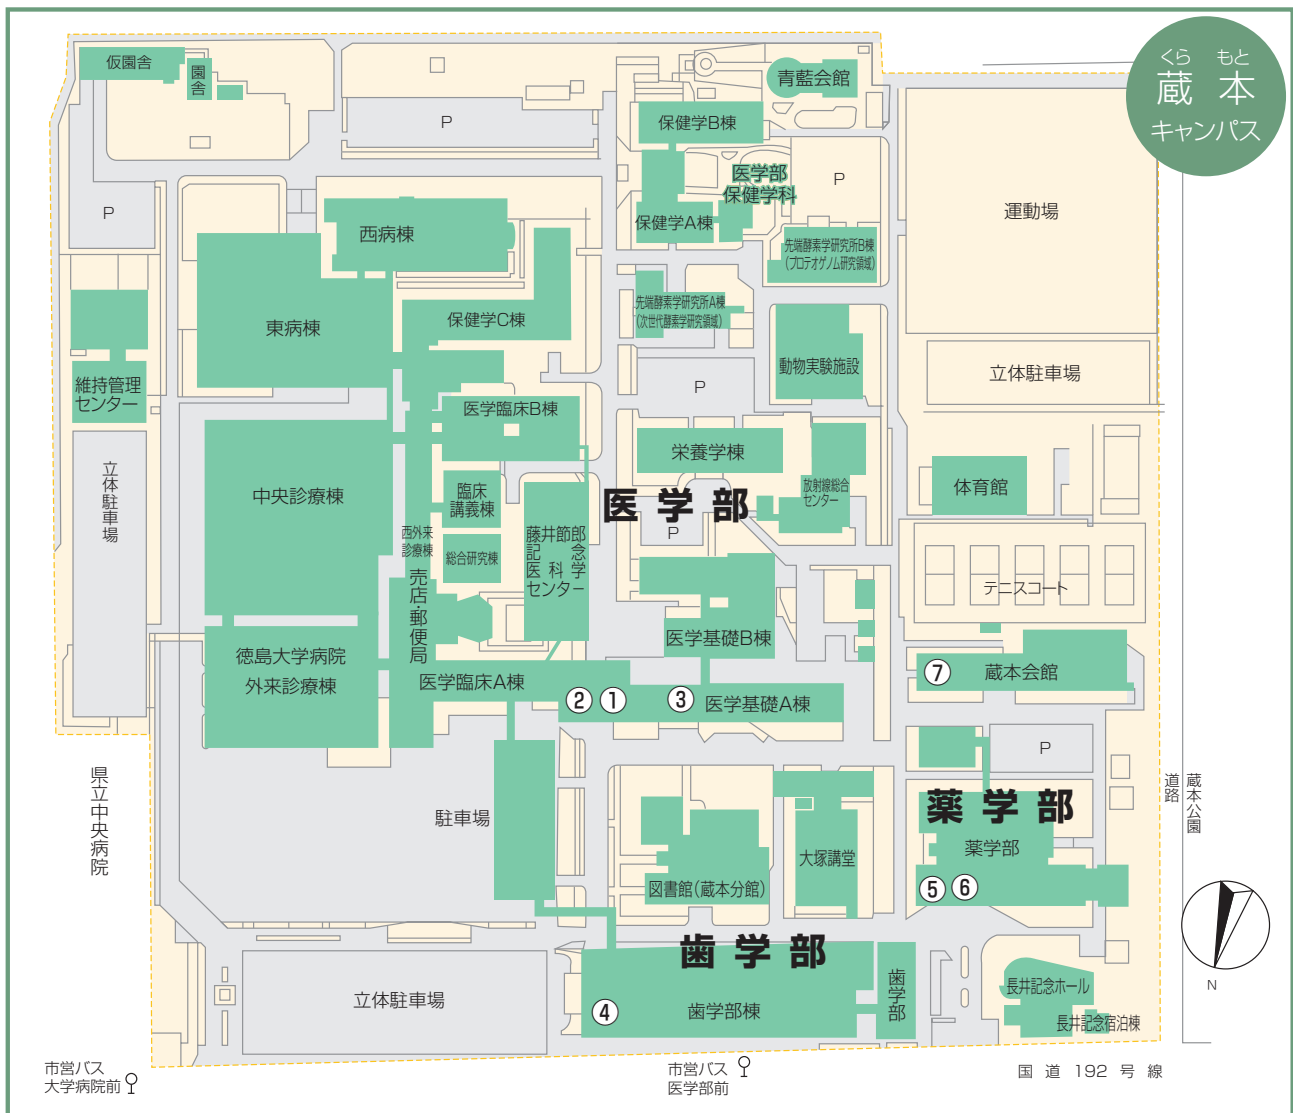 くら もと
蔵 本
キャンパス
仮園舎
園舎
青藍会館
P
保健学B棟
医学部
保健学科
P
P
西病棟
保健学A棟
運動場
先端酵素学研究所B棟
(プロテオゲノム研究領域)
先端酵素学研究所A棟
(次世代酵素学研究領域)
保健学C棟
東病棟
動物実験施設
立体駐車場
P
維持管理
センター
医学臨床B棟
栄養学棟
中央診療棟
臨床
講義棟
放射線総合
センター
体育館
立体駐車場
医学部
P
西外来
診療棟
総合研究棟
藤井節郎
記念
医科学
センター
売店・郵便局
テニスコート
医学基礎B棟
徳島大学病院
外来診療棟
医学臨床A棟
⑦
蔵本会館
②
①
③
医学基礎A棟
P
県立中央病院
道路
蔵本公園
薬学部
駐車場
薬学部
大塚講堂
図書館(蔵本分館)
⑤
⑥
歯学部
立体駐車場
④
歯学部棟
歯学部
長井記念ホール
長井記念宿泊棟
N
市営バス
大学病院前
市営バス
医学部前
国道192号線